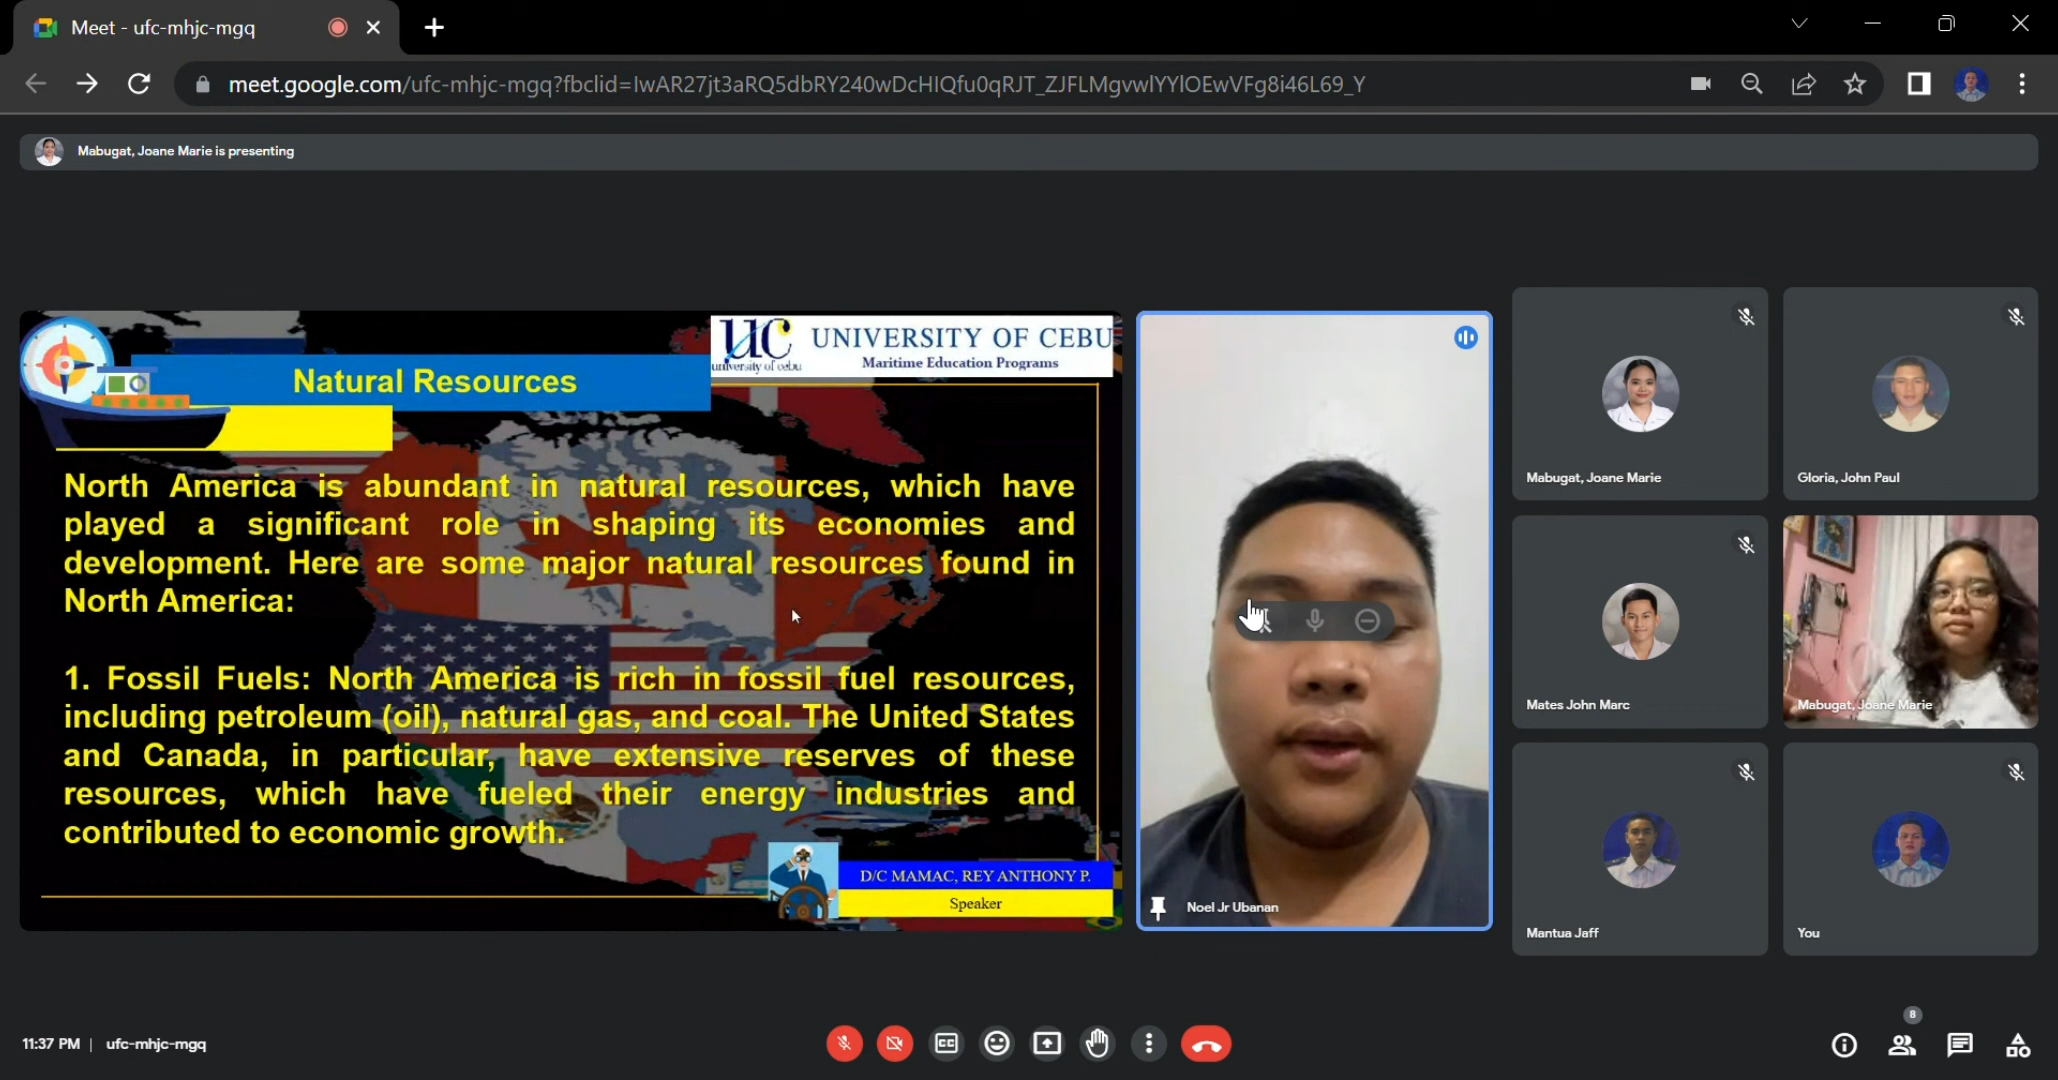 Meet - ufc-mhjc-mgq
meet.google.com/ufc-mhjc-mgq?fbclid=IwAR27jt3aRQ5dbRY240wDcHIQfu0qRJT_ZJFLMgvwlYYlOEwVFg8i46L69_Y
Mabugat, Joane Marie is presenting
UC
university of cebu
UNIVERSITY OF CEBU
Maritime Education Programs
Natural Resources
North America is abundant in natural resources, which have
played a significant role in shaping its economies and
development. Here are some major natural resources found in
North America:
1. Fossil Fuels: North America is rich in fossil fuel resources,
including petroleum (oil), natural gas, and coal. The United States
and Canada, in particular, have extensive reserves of these
resources, which have fueled their energy industries and
contributed to economic growth.
D/C MAMAC, REY ANTHONY P.
Speaker
Noel Jr Ubanan
Mabugat, Joane Marie
Gloria, John Paul
Mates John Marc
Mabugat, Joane Marie
Mantua Jaff
You
11:37 PM | ufc-mhjc-mgq
CC
8